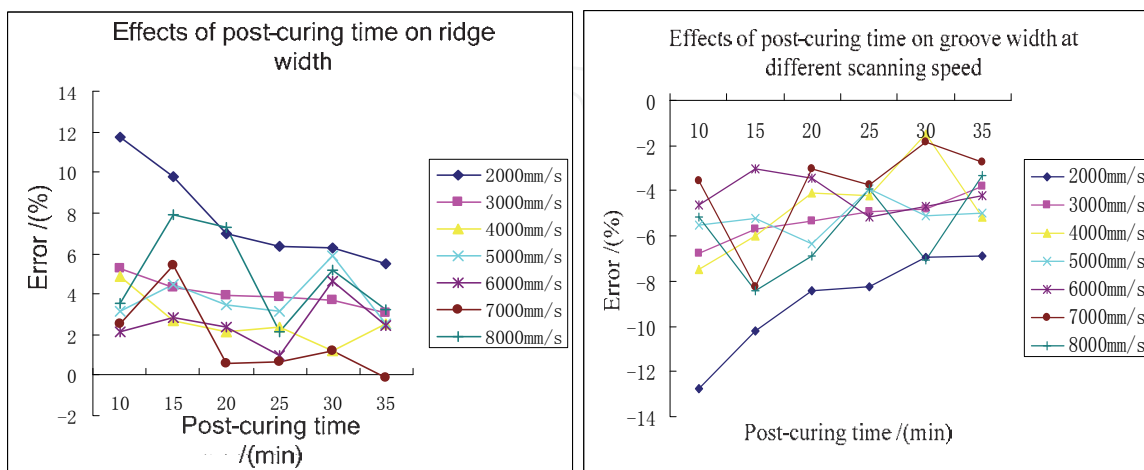 Effects of post-curing time on ridge
width
14
12
10
8
6
4
2
0
-2
Error /(%)
10 15 20 25 30 35
Post-curing time
/(min)
2000mm/s
3000mm/s
4000mm/s
5000mm/s
6000mm/s
7000mm/s
8000mm/s
Effects of post-curing time on groove width at
different scanning speed
0
-2
-4
-6
-8
-10
-12
-14
Error /(%)
10 15 20 25 30 35
Post-curing time /(min)
2000mm/s
3000mm/s
4000mm/s
5000mm/s
6000mm/s
7000mm/s
8000mm/s